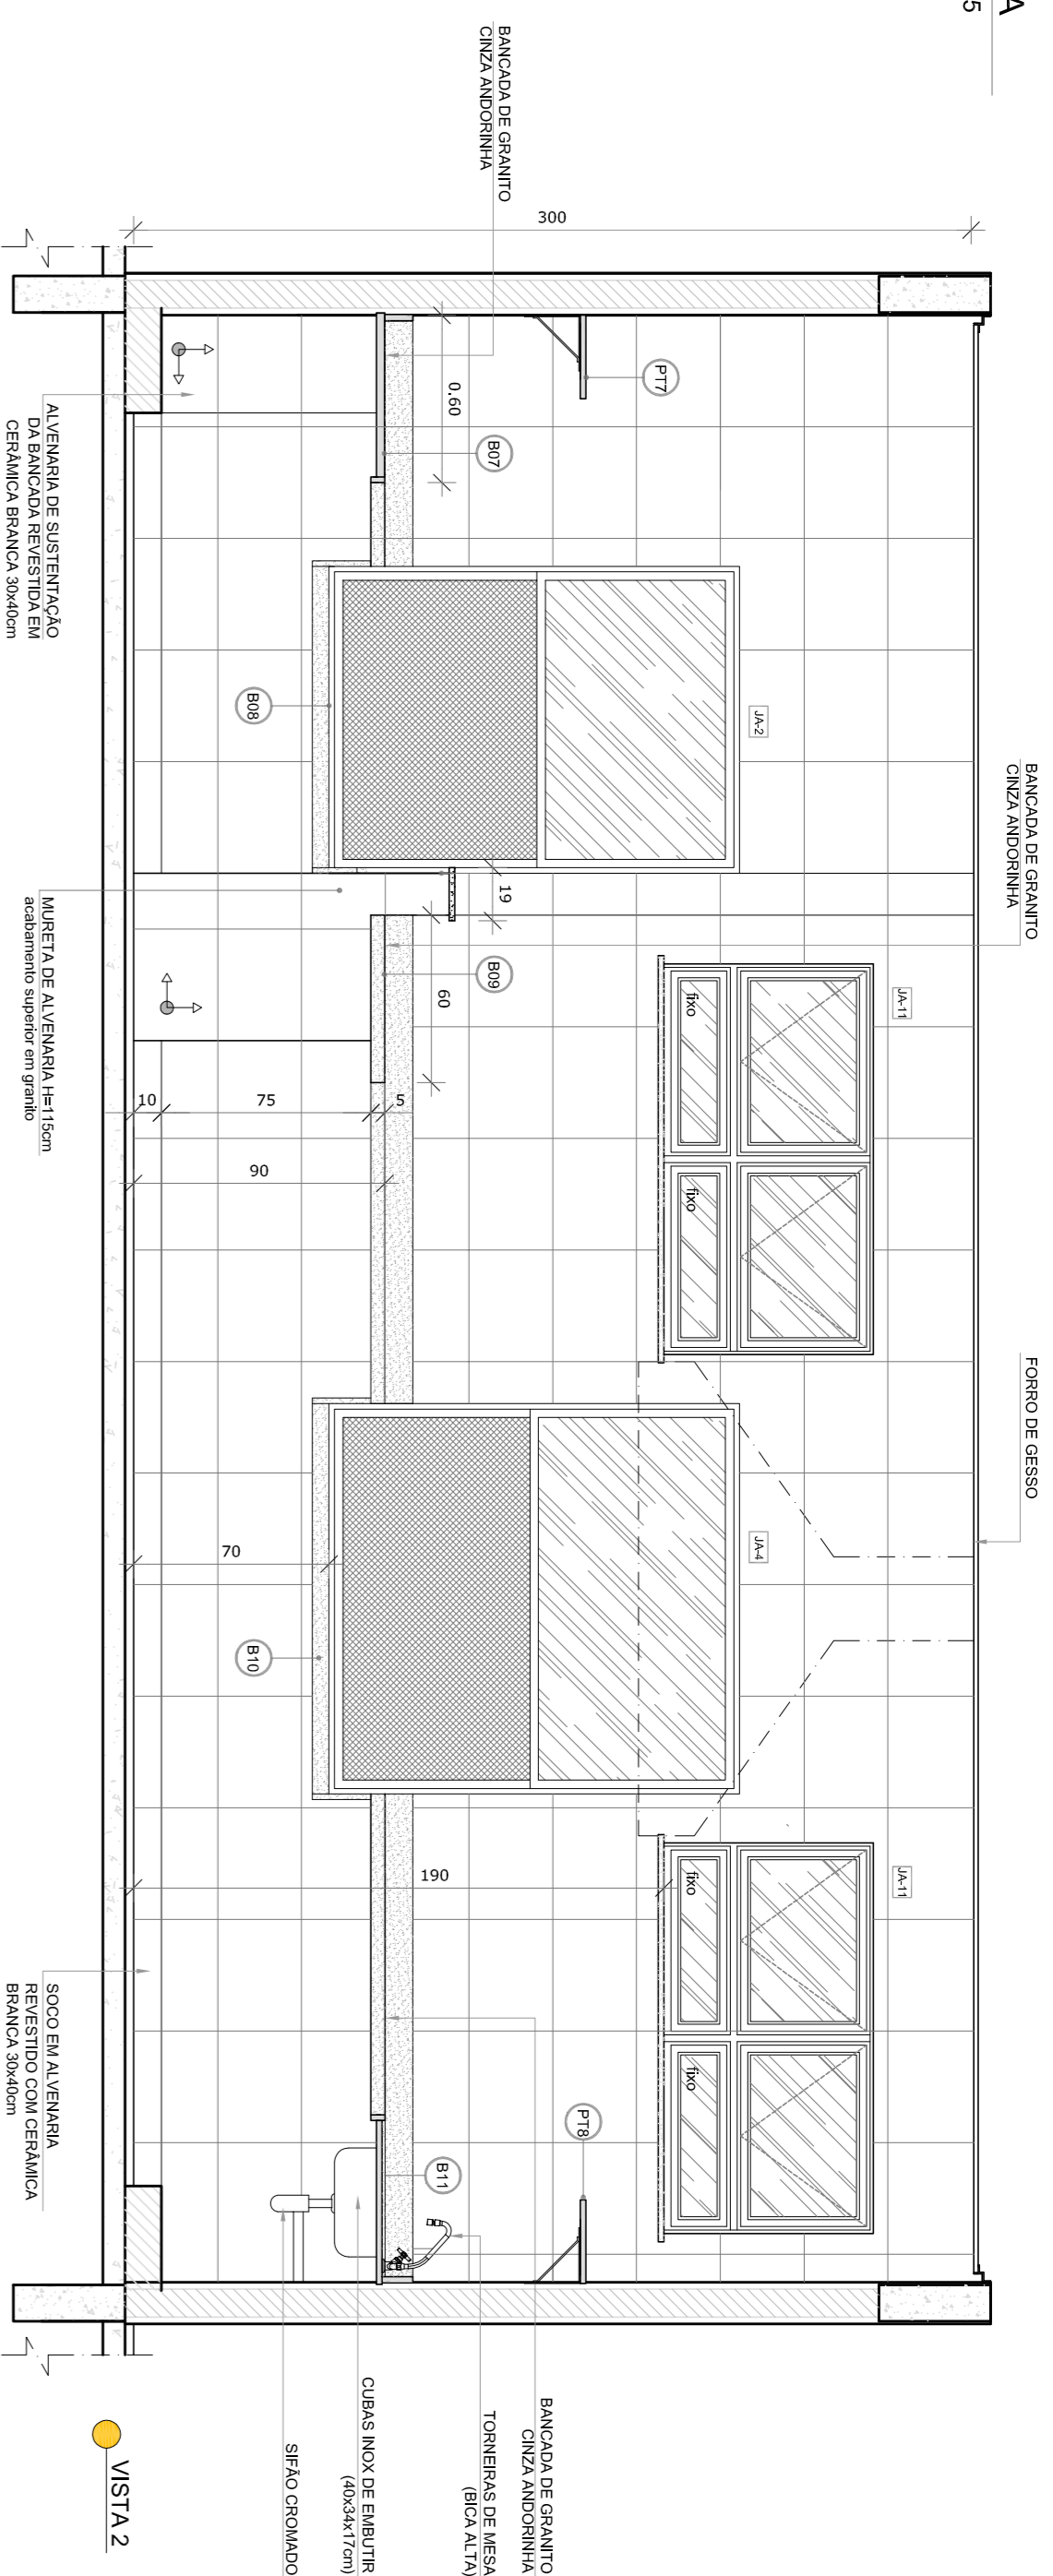 A
5
BANCADA DE GRANITO
CINZA ANDORINHA
FORRO DE GESSO
BANCADA DE GRANITO
CINZA ANDORINHA
300
PT7
0.60
B07
JA-2
B08
19
B09
60
JA-11
fixo
fixo
10
75
5
90
JA-4
70
B10
JA-11
fixo
fixo
190
PT8
B11
ALVENARIA DE SUSTENTAÇÃO
DA BANCADA REVESTIDA EM
CERÂMICA BRANCA 30x40cm
MURETA DE ALVENARIA H=115cm
acabamento superior em granito
SOCO EM ALVENARIA
REVESTIDO COM CERÂMICA
BRANCA 30x40cm
BANCADA DE GRANITO
CINZA ANDORINHA
TORNEIRAS DE MESA
(BICA ALTA)
CUBAS INOX DE EMBUTIR
(40x34x17cm)
SIFÃO CROMADO
VISTA 2